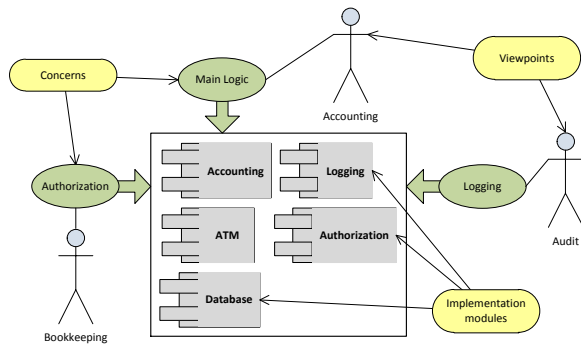 Concerns
Main Logic
Viewpoints
Accounting
Authorization
Accounting
Logging
Logging
ATM
Authorization
Audit
Database
Implementation
modules
Bookkeeping